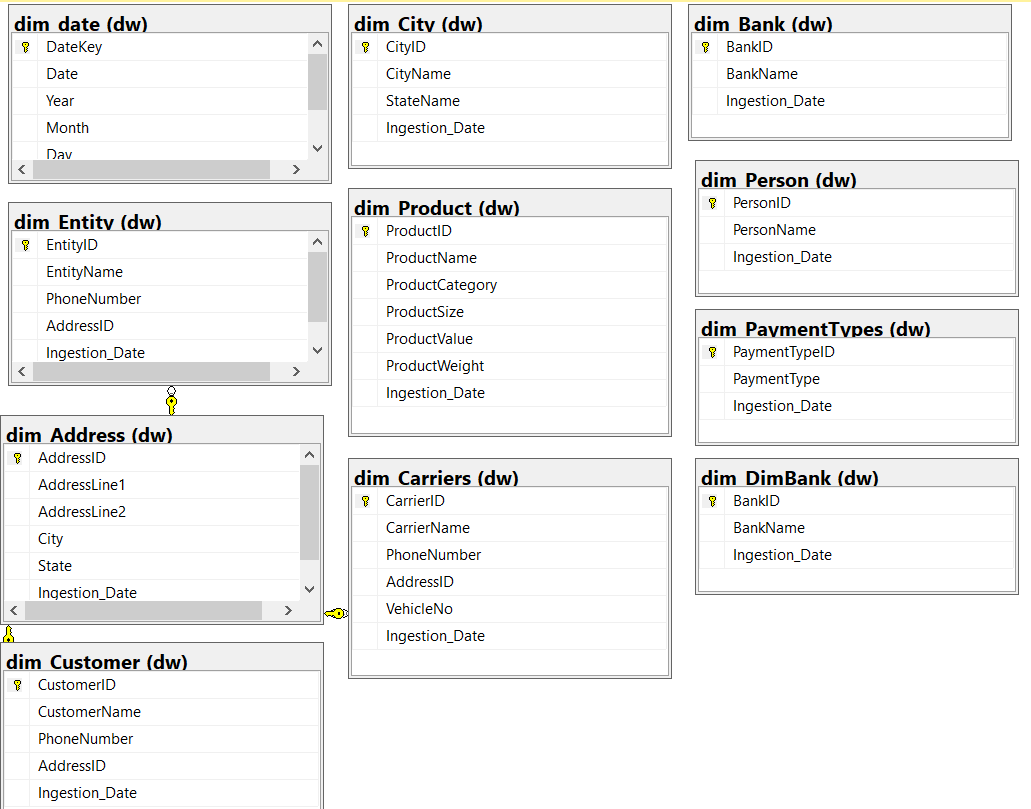 dim_date (dw)
DateKey
Date
Year
Month
Day
dim_Entity (dw)
EntityID
EntityName
PhoneNumber
AddressID
Ingestion_Date
dim_Address (dw)
AddressID
AddressLine1
AddressLine2
City
State
Ingestion_Date
dim_Customer (dw)
CustomerID
CustomerName
PhoneNumber
AddressID
Ingestion_Date
dim_City (dw)
CityID
CityName
StateName
Ingestion_Date
dim_Product (dw)
ProductID
ProductName
ProductCategory
ProductSize
ProductValue
ProductWeight
Ingestion_Date
dim_Carriers (dw)
CarrierID
CarrierName
PhoneNumber
AddressID
VehicleNo
Ingestion_Date
dim_Bank (dw)
BankID
BankName
Ingestion_Date
dim_Person (dw)
PersonID
PersonName
Ingestion_Date
dim_PaymentTypes (dw)
PaymentTypeID
PaymentType
Ingestion_Date
dim_DimBank (dw)
BankID
BankName
Ingestion_Date